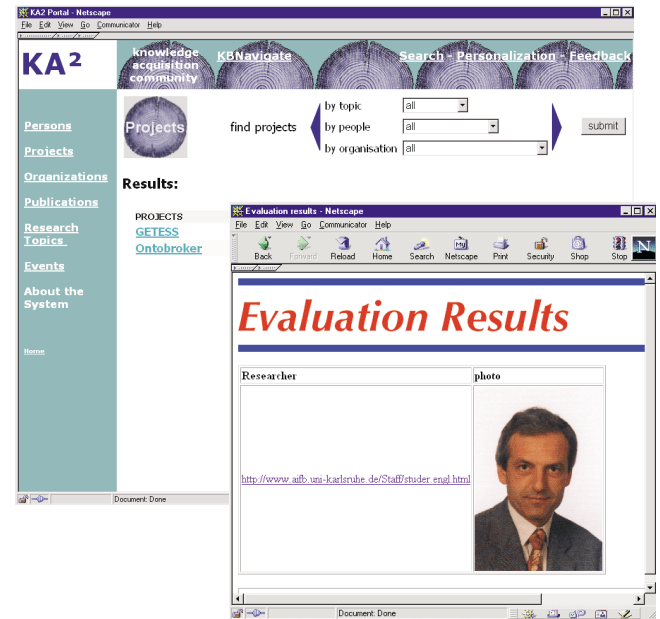 KA2 Portal - Netscape
File Edit View Go Communicator Help
KA²
knowledge
acquisition
community
KBNavigate
Search - Personalization - Feedback
Projects
find projects
by topic all
by people all
by organisation all
submit
Persons
Projects
Organizations
Publications
Research
Topics
Events
About the
System
Home
Results:
PROJECTS
GETESS
Ontobroker
Document: Done
Evaluation results - Netscape
File Edit View Go Communicator Help
Back Forward Reload Home Search Netscape Print Security Shop Stop
My
N
Evaluation Results
Researcher photo
http://www.aifb.uni-karlsruhe.de/Staff/studer.engl.html
Document: Done